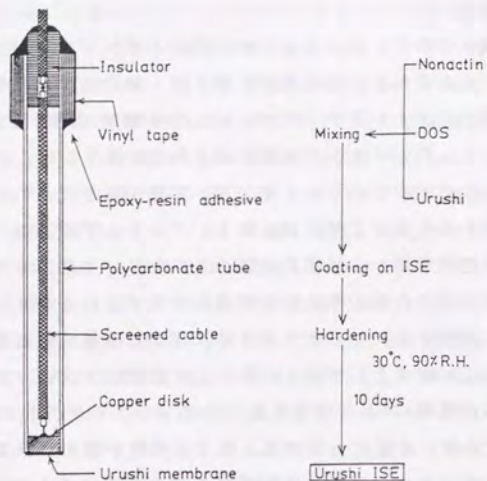 Insulator
Vinyl tape
Epoxy-resin adhesive
Polycarbonate tube
Screened cable
Copper disk
Urushi membrane
Nonactin
Mixing DOS
Urushi
Coating on ISE
Hardening
30°C, 90% R.H.
10 days
Urushi ISE